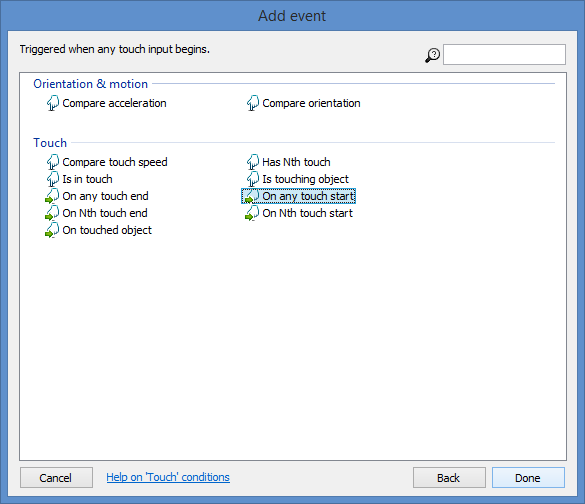 Add event
Triggered when any touch input begins.
Orientation & motion
Compare acceleration Compare orientation
Touch
Compare touch speed Has Nth touch
Is in touch Is touching object
On any touch end On any touch start
On Nth touch end On Nth touch start
On touched object
Cancel Help on 'Touch' conditions Back Done